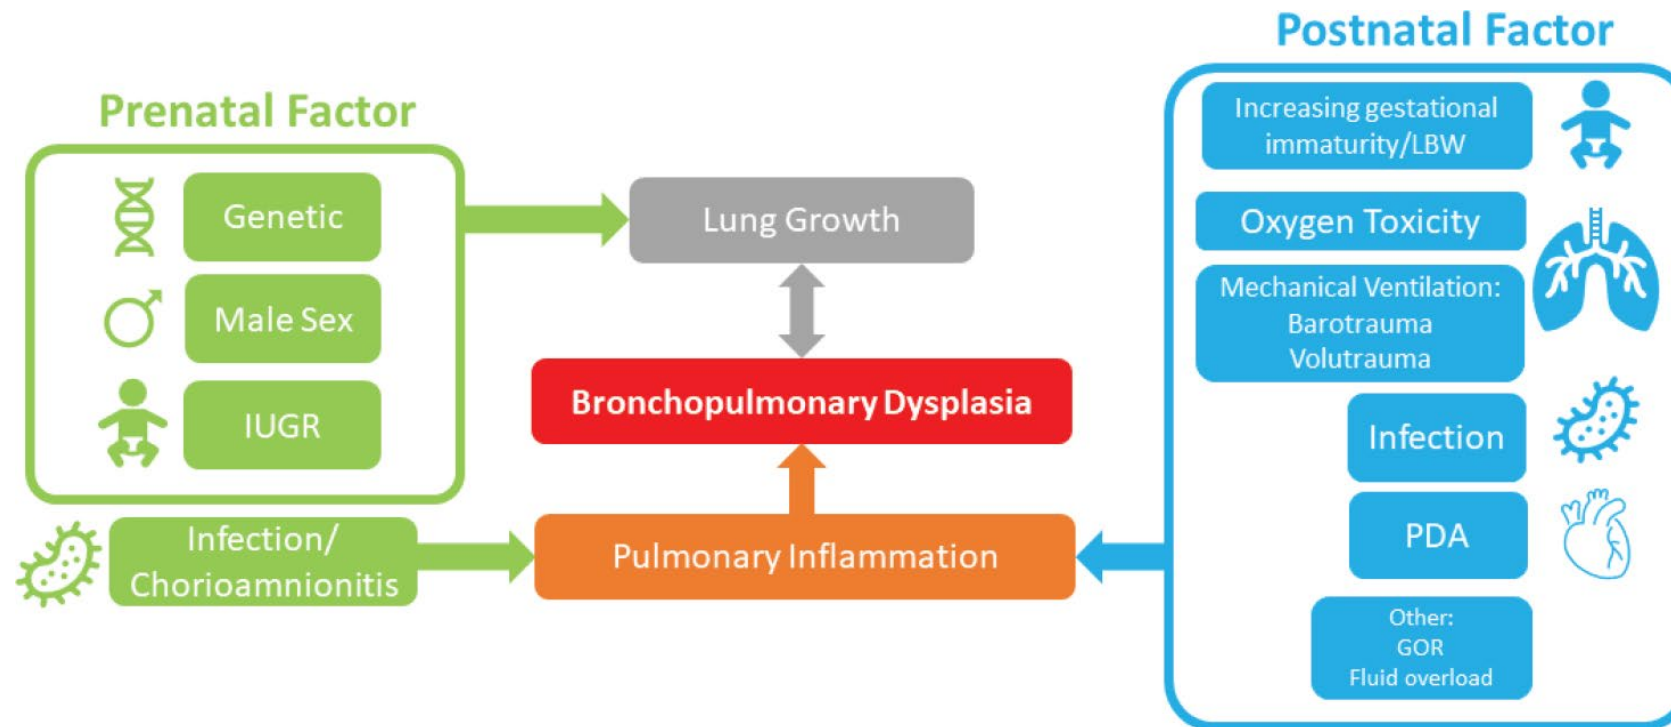 Prenatal Factor
Genetic
Male Sex
IUGR
Infection/
Chorioamnionitis
Lung Growth
Bronchopulmonary Dysplasia
Pulmonary Inflammation
Postnatal Factor
Increasing gestational
immaturity/LBW
Oxygen Toxicity
Mechanical Ventilation:
Barotrauma
Volutrauma
Infection
PDA
Other:
GOR
Fluid overload